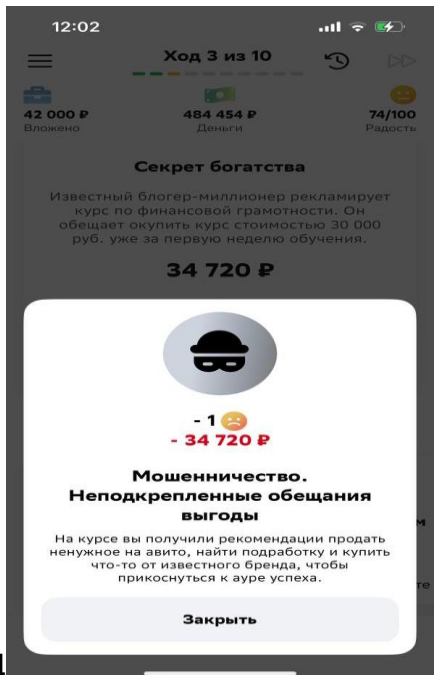 12:02
Ход 3 из 10
42 000 ₽ 484 454 ₽ 74/100
Вложено Деньги Радость
Секрет богатства
Известный блогер-миллионер рекламирует
курс по финансовой грамотности. Он
обещает окупить курс стоимостью 30 000
руб. уже за первую неделю обучения.
34 720 ₽
- 1
- 34 720 ₽
Мошенничество.
Неподкрепленные обещания
выгоды
м
На курсе вы получили рекомендации продать
ненужное на авито, найти подработку и купить
что-то от известного бренда, чтобы
прикоснуться к ауре успеха.
те
Закрыть